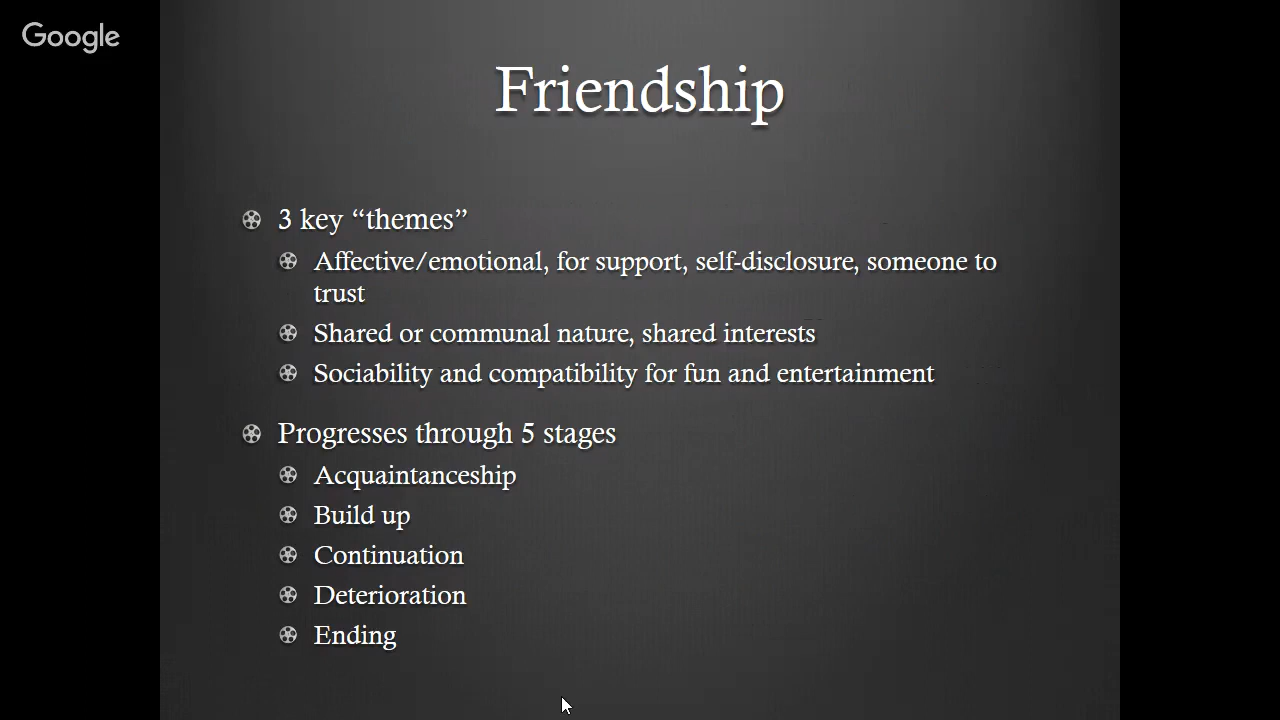 Google
Friendship
3 key “themes”
Affective/emotional, for support, self-disclosure, someone to
trust
Shared or communal nature, shared interests
Sociability and compatibility for fun and entertainment
Progresses through 5 stages
Acquaintanceship
Build up
Continuation
Deterioration
Ending